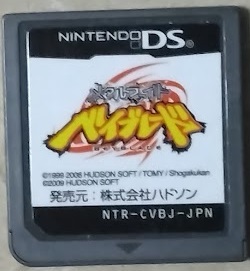 NINTENDO DS
メタルファイト
ベイブレード
BEYBLADE
©1999 2008 HUDSON SOFT / TOMY / Shogakukan
©2009 HUDSON SOFT
発売元：株式会社ハドソン
NTR-CVBJ-JPN